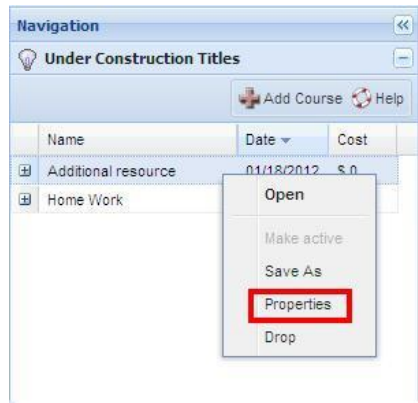 Navigation
Under Construction Titles
Add Course Help
Name Date Cost
Additional resource 01/18/2012 $ 0
Home Work
Open
Make active
Save As
Properties
Drop